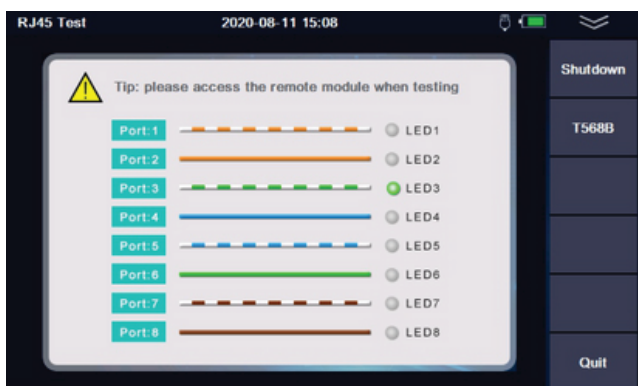 RJ45 Test 2020-08-11 15:08
Shutdown
Tip: please access the remote module when testing
T568B
Port:1 LED1
Port:2 LED2
Port:3 LED3
Port:4 LED4
Port:5 LED5
Port:6 LED6
Port:7 LED7
Port:8 LED8
Quit